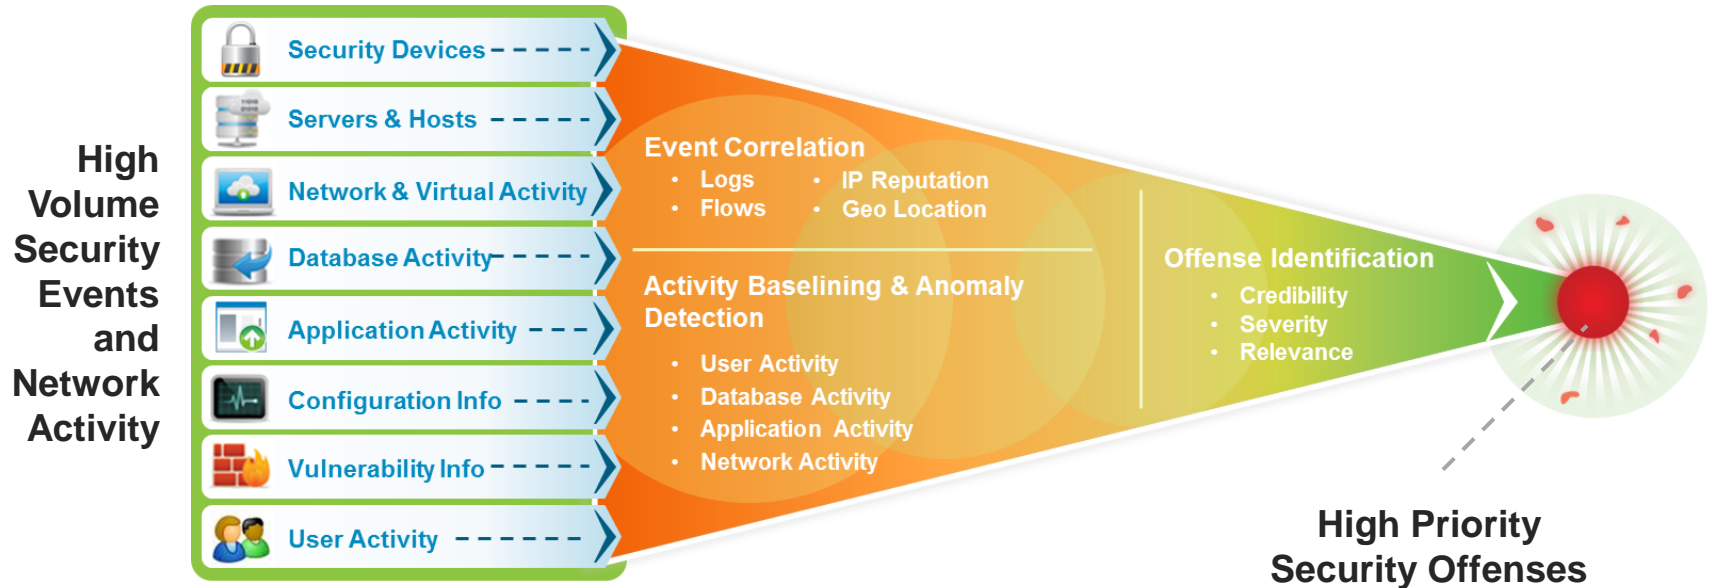 High
Volume
Security
Events
and
Network
Activity
Security Devices
Servers & Hosts
Network & Virtual Activity
Database Activity
Application Activity
Configuration Info
Vulnerability Info
User Activity
Event Correlation
• Logs
• Flows
• IP Reputation
• Geo Location
Activity Baselining & Anomaly
Detection
• User Activity
• Database Activity
• Application Activity
• Network Activity
Offense Identification
• Credibility
• Severity
• Relevance
High Priority
Security Offenses